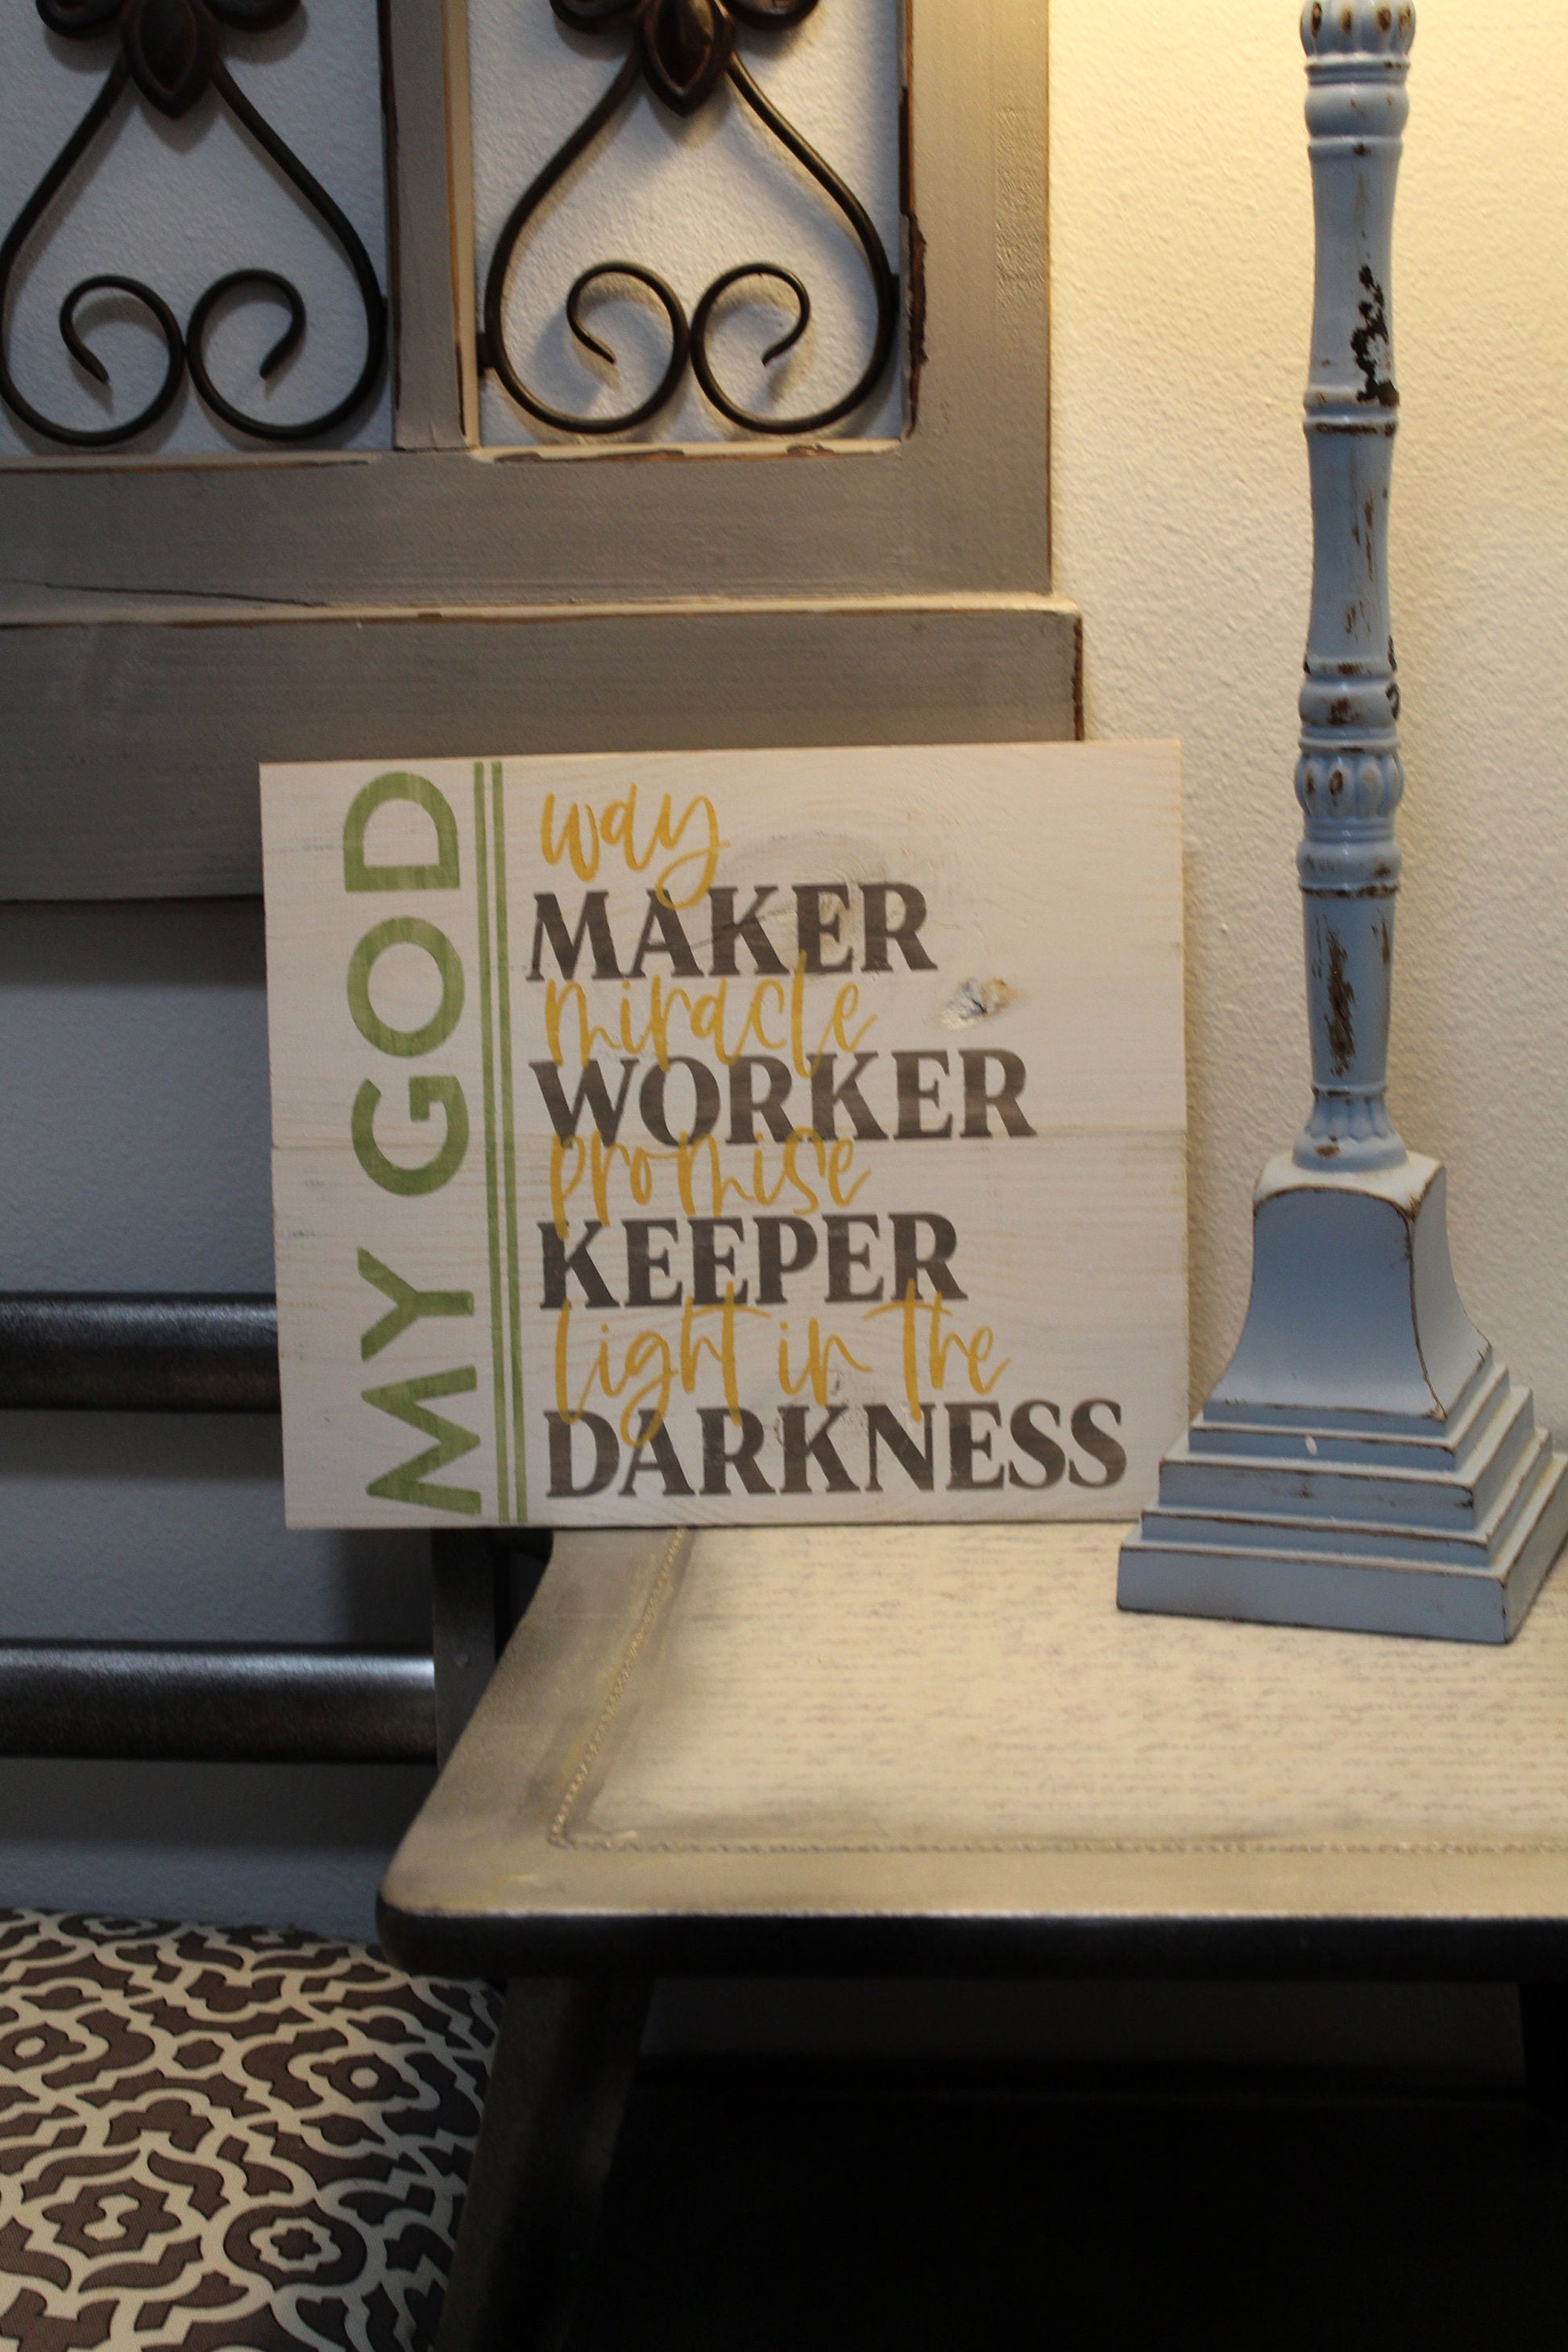 MY GOD
way
MAKER
miracle
WORKER
promise
KEEPER
light in the
DARKNESS